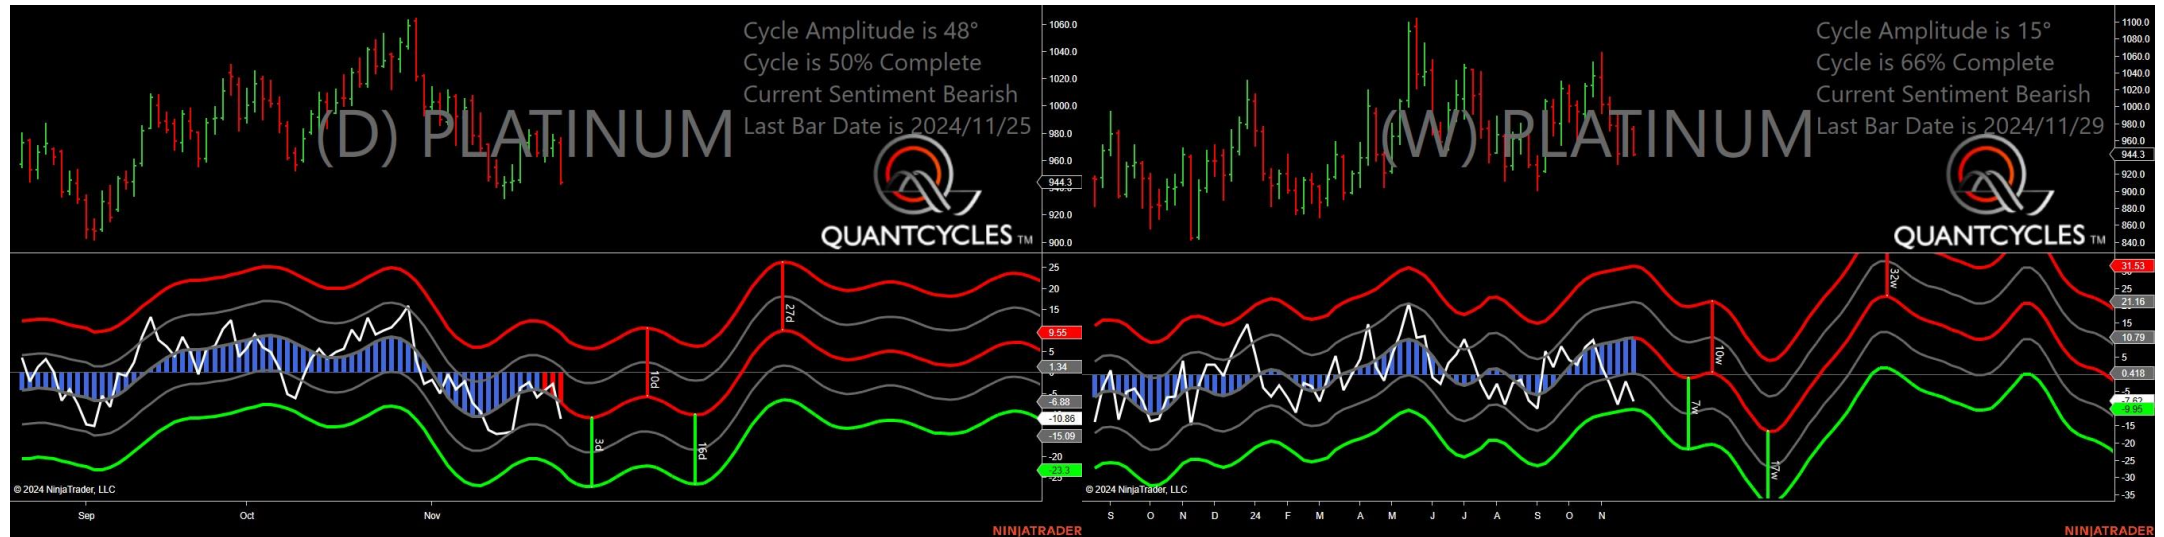 Cycle Amplitude is 48°
Cycle is 50% Complete
Current Sentiment Bearish
Last Bar Date is 2024/11/25
(D) PLATINUM
QUANTCYCLES TM
1060.0
1040.0
1020.0
1000.0
980.0
960.0
944.3
920.0
900.0
25
20
15
9.55
5
1.34
-6.88
-10.86
-15.09
-20
-23.3
27d
10d
3d
16d
© 2024 NinjaTrader, LLC
Sep Oct Nov
NINJATRADER
Cycle Amplitude is 15°
Cycle is 66% Complete
Current Sentiment Bearish
Last Bar Date is 2024/11/29
(W) PLATINUM
QUANTCYCLES TM
1100.0
1080.0
1060.0
1040.0
1020.0
1000.0
980.0
960.0
944.3
920.0
900.0
880.0
860.0
840.0
31.53
25
21.16
15
10.79
5
0.418
-5
-7.62
-9.95
-15
-20
-25
-30
-35
32w
10w
7w
17w
© 2024 NinjaTrader, LLC
S O N D 24 F M A M J J A S O N
NINJATRADER